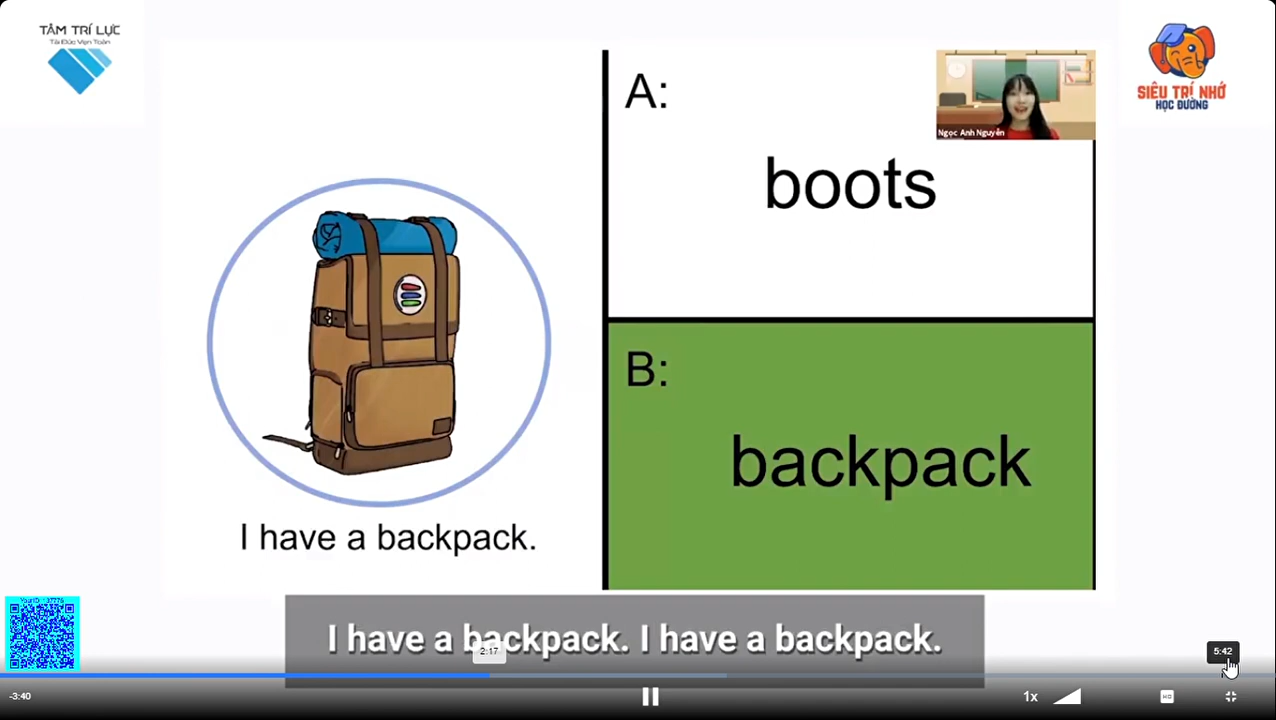 TÂM TRÍ LỰC
Tài Đức Vẹn Toàn
SIÊU TRÍ NHỚ
HỌC ĐƯỜNG
A:
boots
Ngọc Anh Nguyễn
B:
backpack
I have a backpack.
I have a backpack. I have a backpack.
2:17
5:42
-3:40
1x
HD